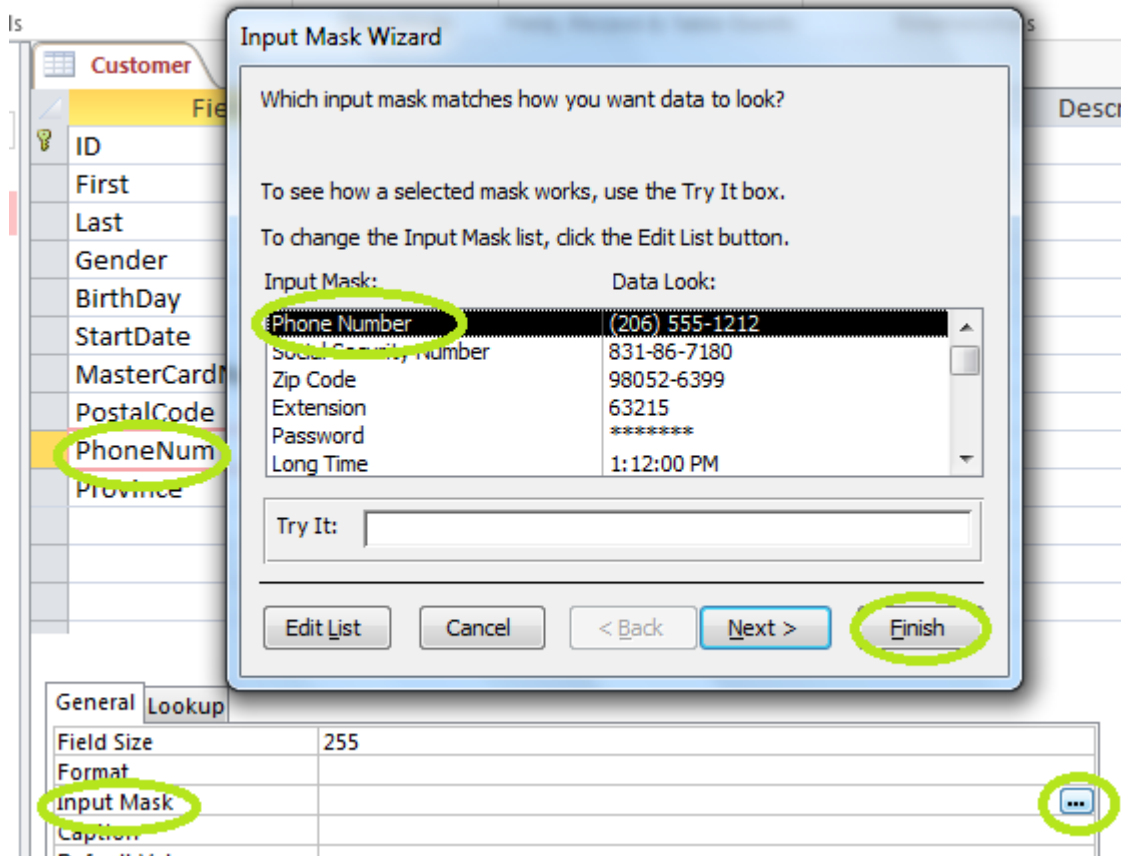 ls
Input Mask Wizard
s
Customer
Which input mask matches how you want data to look?
Fie
Descr
ID
First
To see how a selected mask works, use the Try It box.
Last
To change the Input Mask list, click the Edit List button.
Gender
Input Mask: Data Look:
BirthDay
Phone Number (206) 555-1212
StartDate
Social Security Number 831-86-7180
MasterCardN
Zip Code 98052-6399
PostalCode
Extension 63215
Password *******
PhoneNum
Long Time 1:12:00 PM
Province
Try It:
Edit List Cancel < Back Next > Finish
General Lookup
Field Size 255
Format
Input Mask ...
Caption